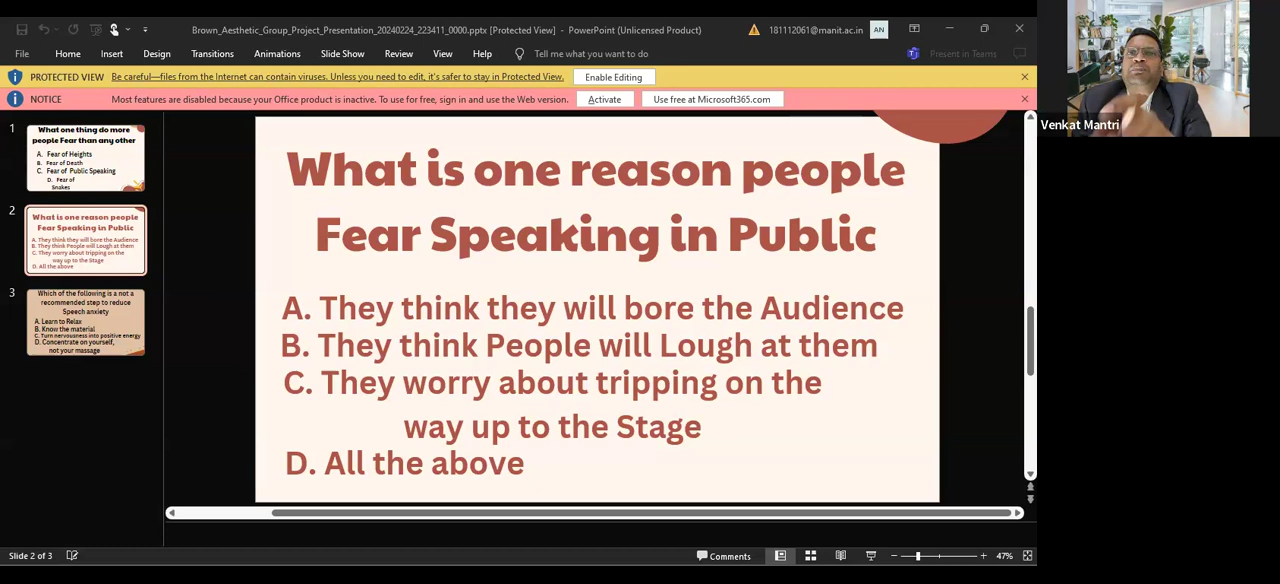 Brown_Aesthetic_Group_Project_Presentation_20240224_223411_0000.pptx [Protected View] - PowerPoint (Unlicensed Product)
1811112061@manit.ac.in
AN
File Home Insert Design Transitions Animations Slide Show Review View Help Tell me what you want to do
Present in Teams
PROTECTED VIEW Be careful—files from the Internet can contain viruses. Unless you need to edit, it's safer to stay in Protected View. Enable Editing
NOTICE Most features are disabled because your Office product is inactive. To use for free, sign in and use the Web version. Activate Use free at Microsoft365.com
Venkat Mantri
1
What one thing do more
people Fear than any other
A. Fear of Heights
B. Fear of Death
C. Fear of Public Speaking
D. Fear of
Snakes
2
What is one reason people
Fear Speaking in Public
A. They think they will bore the Audience
B. They think People will Lough at them
C. They worry about tripping on the
way up to the Stage
D. All the above
3
Which of the following is a not a
recommended step to reduce
Speech anxiety
A. Learn to Relax
B. Know the material
C. Turn nervousness into positive energy
D. Concentrate on yourself,
not your massage
What is one reason people
Fear Speaking in Public
A. They think they will bore the Audience
B. They think People will Lough at them
C. They worry about tripping on the
way up to the Stage
D. All the above
Slide 2 of 3
Comments
47%